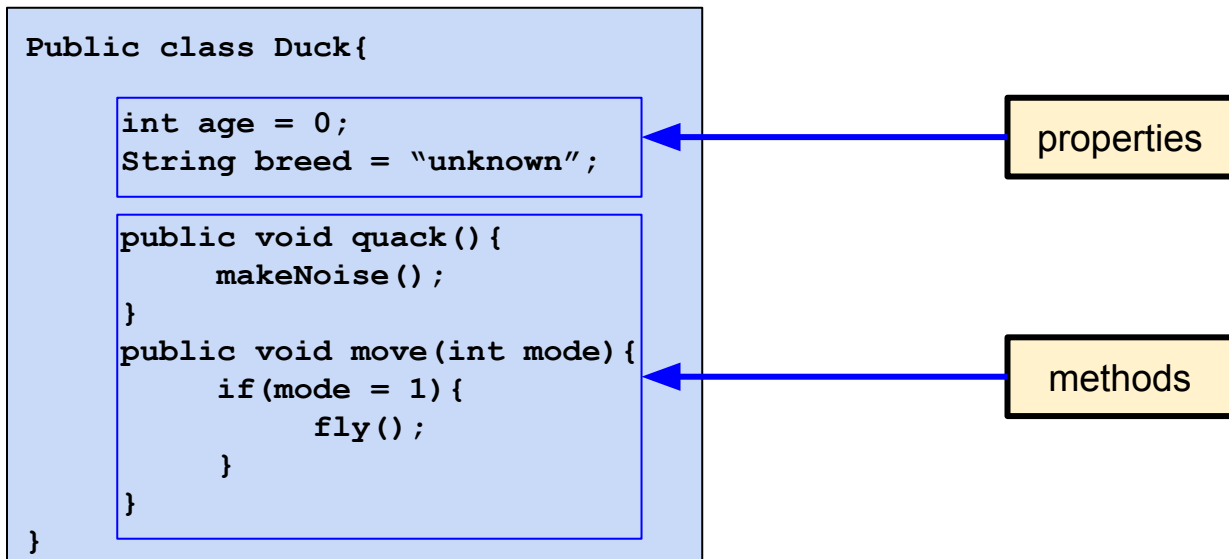 Public class Duck{
int age = 0;
String breed = “unknown”;
properties
public void quack(){
makeNoise();
}
public void move(int mode){
if(mode = 1){
fly();
}
}
}
methods